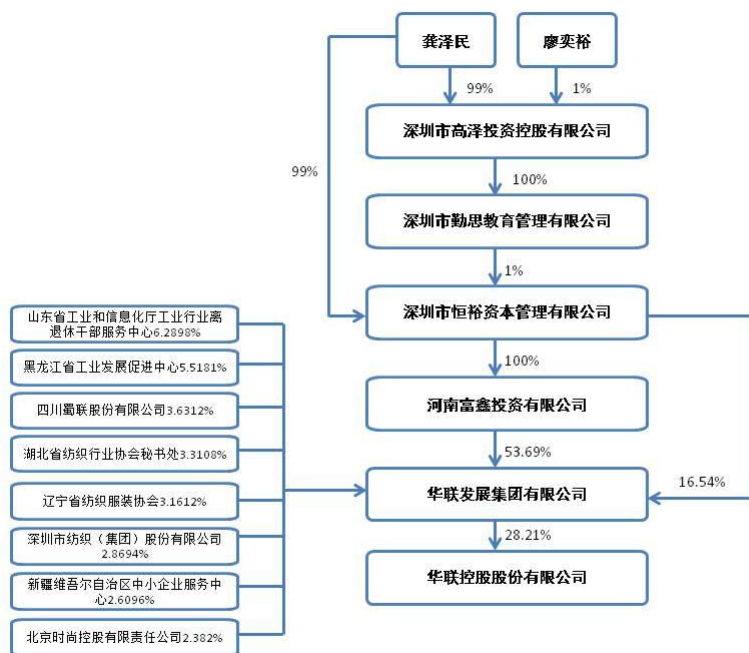 龚泽民
廖奕裕
99%
1%
深圳市高泽投资控股有限公司
99%
100%
深圳市勤思教育管理有限公司
1%
深圳市恒裕资本管理有限公司
100%
河南富鑫投资有限公司
53.69%
华联发展集团有限公司
16.54%
28.21%
华联控股股份有限公司
山东省工业和信息化厅工业行业离
退休干部服务中心6.2898%
黑龙江省工业发展促进中心5.5181%
四川蜀联股份有限公司3.6312%
湖北省纺织行业协会秘书处3.3108%
辽宁省纺织服装协会3.1612%
深圳市纺织（集团）股份有限公司
2.8694%
新疆维吾尔自治区中小企业服务中
心2.6096%
北京时尚控股有限责任公司2.382%